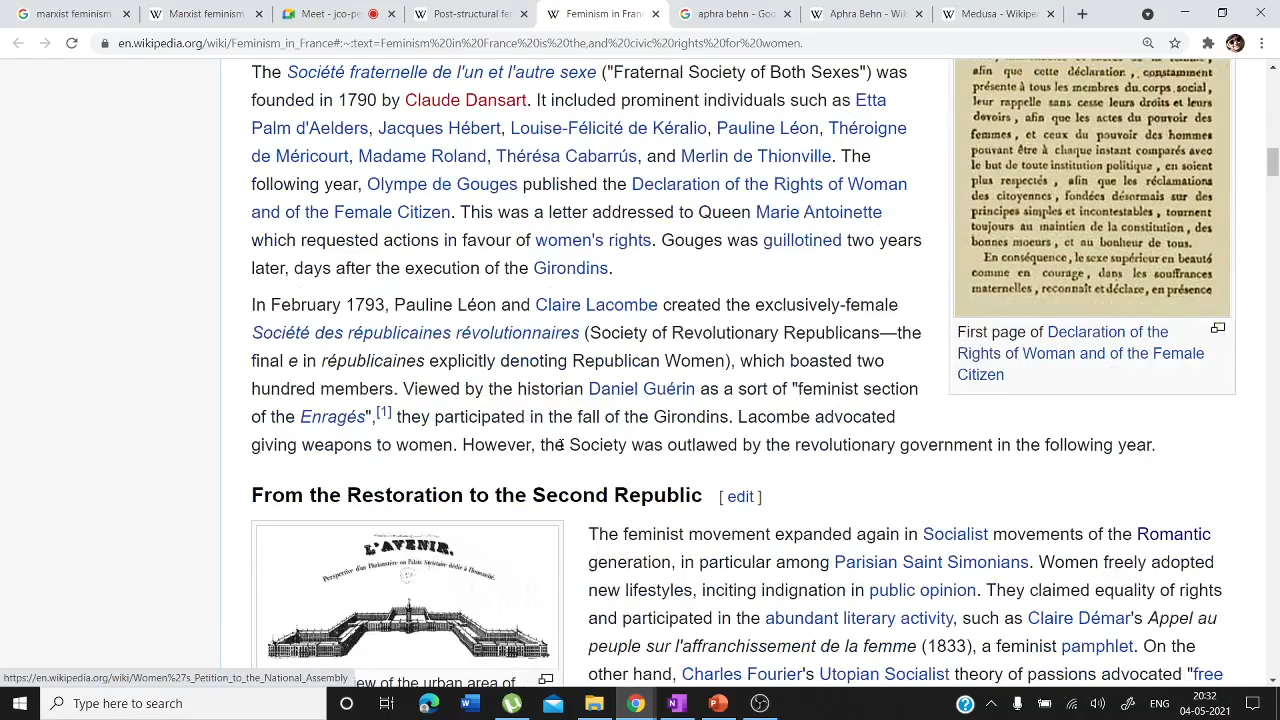 marxist feminism
Marxist feminism
Meet - jco-pe
Post-structural fe
Feminism in Franc
aphra behn - Goo
Aphra Behn - Wiki
Medusa - Wikiped
en.wikipedia.org/wiki/Feminism_in_France#:~:text=Feminism%20in%20France%20is%20the,and%20civic%20rights%20for%20women.
The Société fraternelle de l'un et l'autre sexe ("Fraternal Society of Both Sexes") was
founded in 1790 by Claude Dansart. It included prominent individuals such as Etta
Palm d'Aelders, Jacques Hébert, Louise-Félicité de Kéralio, Pauline Léon, Théroigne
de Méricourt, Madame Roland, Thérésa Cabarrús, and Merlin de Thionville. The
following year, Olympe de Gouges published the Declaration of the Rights of Woman
and of the Female Citizen. This was a letter addressed to Queen Marie Antoinette
which requested actions in favour of women's rights. Gouges was guillotined two years
later, days after the execution of the Girondins.
In February 1793, Pauline Léon and Claire Lacombe created the exclusively-female
Société des républicaines révolutionnaires (Society of Revolutionary Republicans—the
final e in républicaines explicitly denoting Republican Women), which boasted two
hundred members. Viewed by the historian Daniel Guérin as a sort of "feminist section
of the Enragés",[1] they participated in the fall of the Girondins. Lacombe advocated
giving weapons to women. However, the Society was outlawed by the revolutionary government in the following year.
afin que cette déclaration, constamment
présente à tous les membres du corps social,
leur rappelle sans cesse leurs droits et leurs
devoirs, afin que les actes du pouvoir des
femmes, et ceux du pouvoir des hommes
pouvant être à chaque instant comparés avec
le but de toute institution politique, en soient
plus respectés, afin que les réclamations
des citoyennes, fondées désormais sur des
principes simples et incontestables, tournent
toujours au maintien de la constitution, des
bonnes moeurs, et au bonheur de tous.
En conséquence, le sexe supérieur en beauté
comme en courage, dans les souffrances
maternelles, reconnaît et déclare, en présence
First page of Declaration of the
Rights of Woman and of the Female
Citizen
From the Restoration to the Second Republic [ edit ]
L'AVENIR.
Perspective d'un Phalanstère ou Palais Sociétaire dédié à l'humanité.
The feminist movement expanded again in Socialist movements of the Romantic
generation, in particular among Parisian Saint Simonians. Women freely adopted
new lifestyles, inciting indignation in public opinion. They claimed equality of rights
and participated in the abundant literary activity, such as Claire Démar's Appel au
peuple sur l'affranchissement de la femme (1833), a feminist pamphlet. On the
other hand, Charles Fourier's Utopian Socialist theory of passions advocated "free
https://en.wikipedia.org/wiki/Women%27s_Petition_to_the_National_Assembly
ew of the urban area of
Type here to search
ENG
20:32
04-05-2021